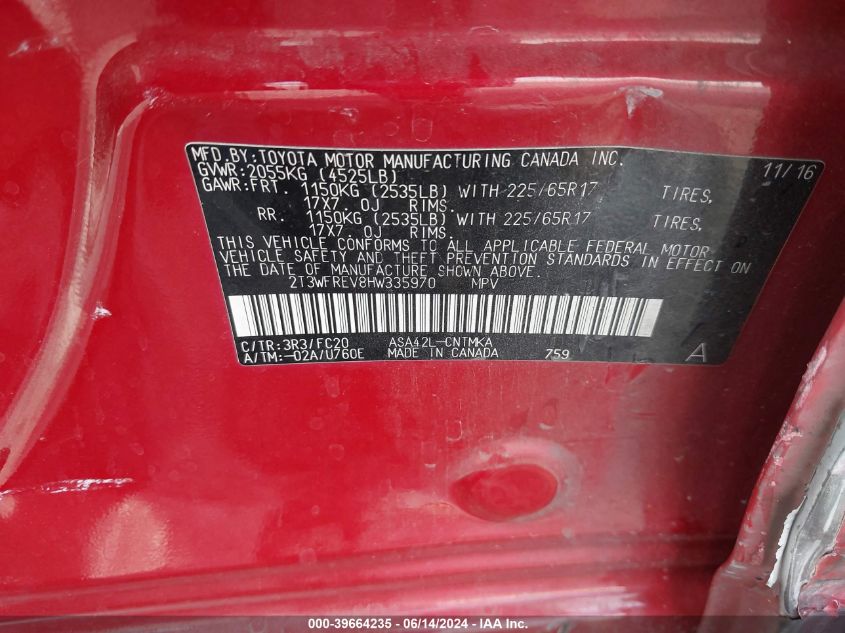 MFD.BY:TOYOTA MOTOR MANUFACTURING CANADA INC. 11/16
GVWR:2055KG (4525LB)
GAWR:FRT. 1150KG (2535LB) WITH 225/65R17 TIRES,
17X7.0J RIMS
RR. 1150KG (2535LB) WITH 225/65R17 TIRES,
17X7.0J RIMS
THIS VEHICLE CONFORMS TO ALL APPLICABLE FEDERAL MOTOR
VEHICLE SAFETY AND THEFT PREVENTION STANDARDS IN EFFECT ON
THE DATE OF MANUFACTURE SHOWN ABOVE.
2T3WFREV8HW335970 MPV
C/TR:3R3/FC20 ASA42L-CNTMKA
A/TM:-02A/U760E MADE IN CANADA 759 A
000-39664235 - 06/14/2024 - IAA Inc.